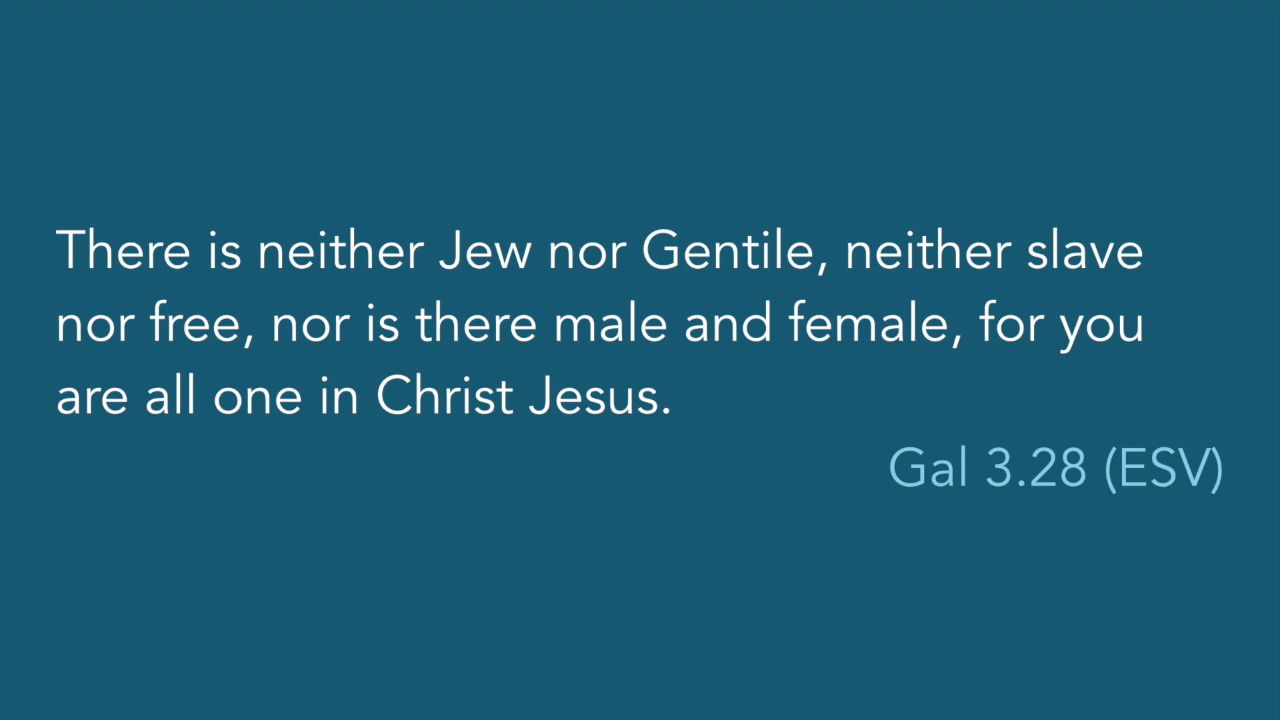 There is neither Jew nor Gentile, neither slave
nor free, nor is there male and female, for you
are all one in Christ Jesus.
Gal 3.28 (ESV)